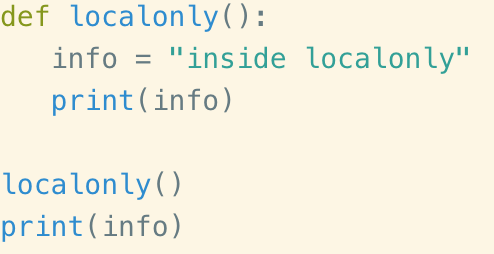 def localonly():
   info = "inside localonly"
   print(info)

localonly()
print(info)